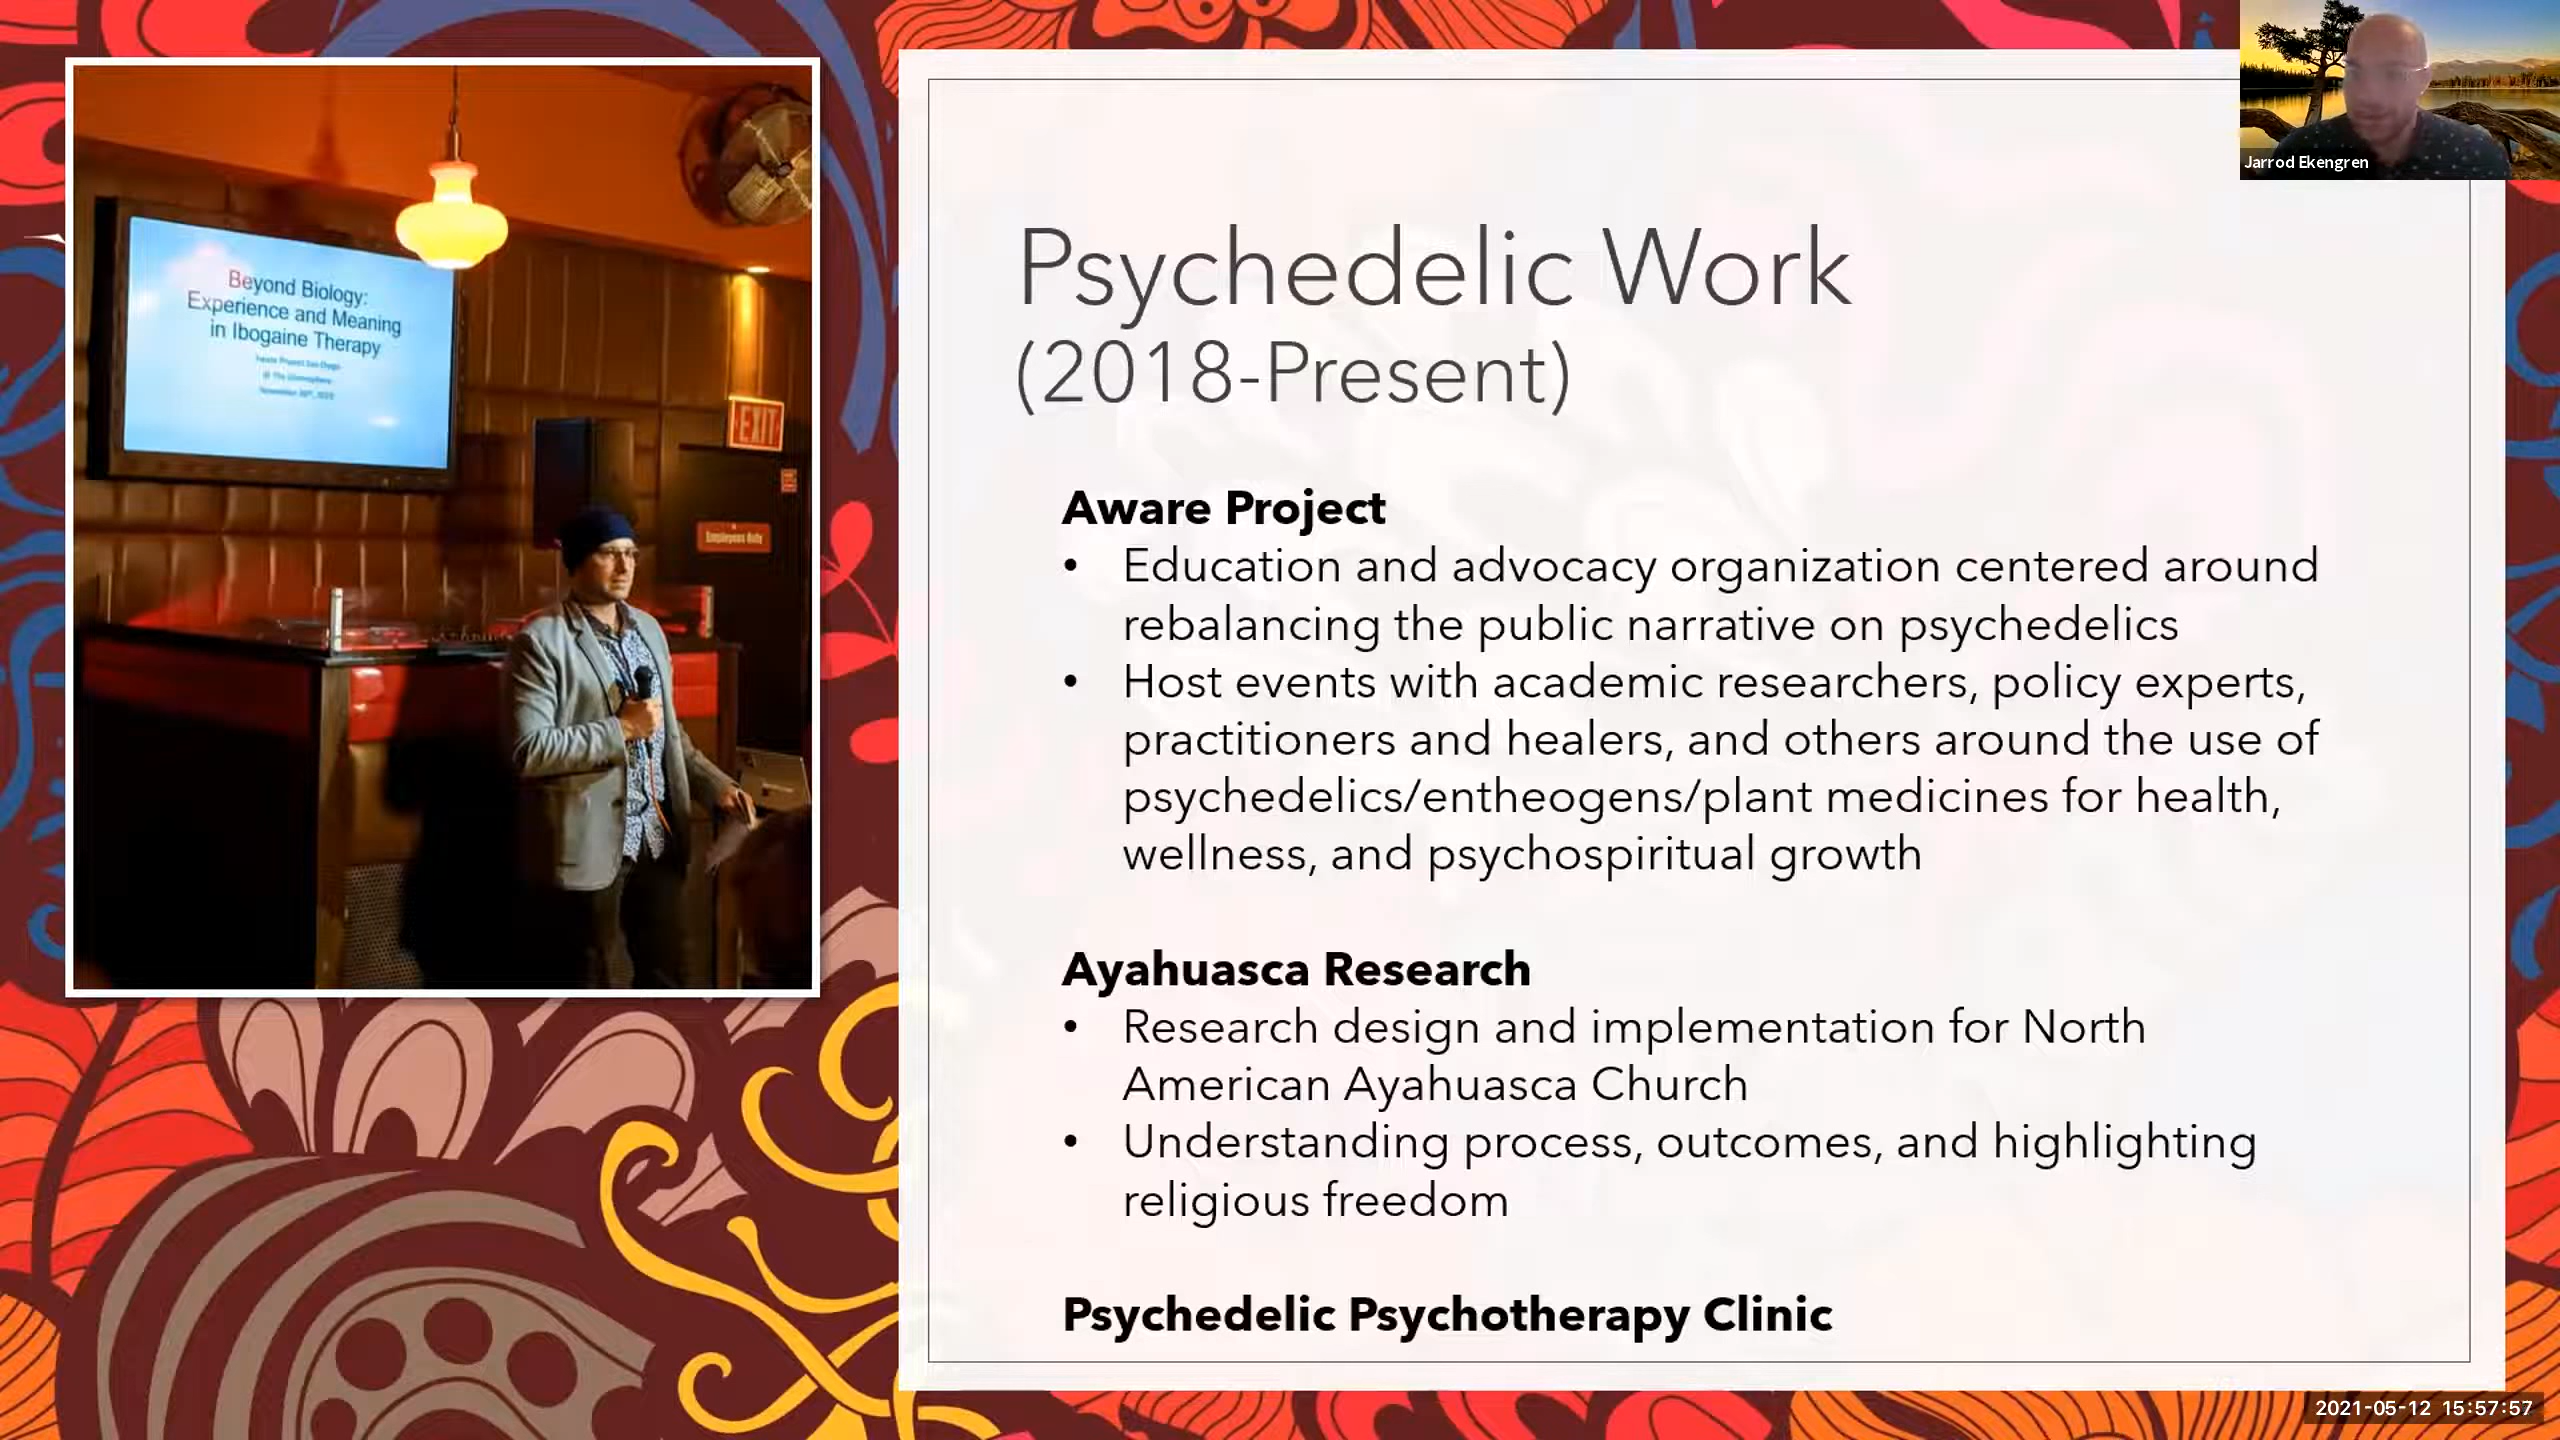 Beyond Biology:
Experience and Meaning
in Ibogaine Therapy
EXIT
Employees Only
Jarrod Ekengren
Psychedelic Work
(2018-Present)
Aware Project
• Education and advocacy organization centered around
rebalancing the public narrative on psychedelics
• Host events with academic researchers, policy experts,
practitioners and healers, and others around the use of
psychedelics/entheogens/plant medicines for health,
wellness, and psychospiritual growth
Ayahuasca Research
• Research design and implementation for North
American Ayahuasca Church
• Understanding process, outcomes, and highlighting
religious freedom
Psychedelic Psychotherapy Clinic
2021-05-12 15:57:57